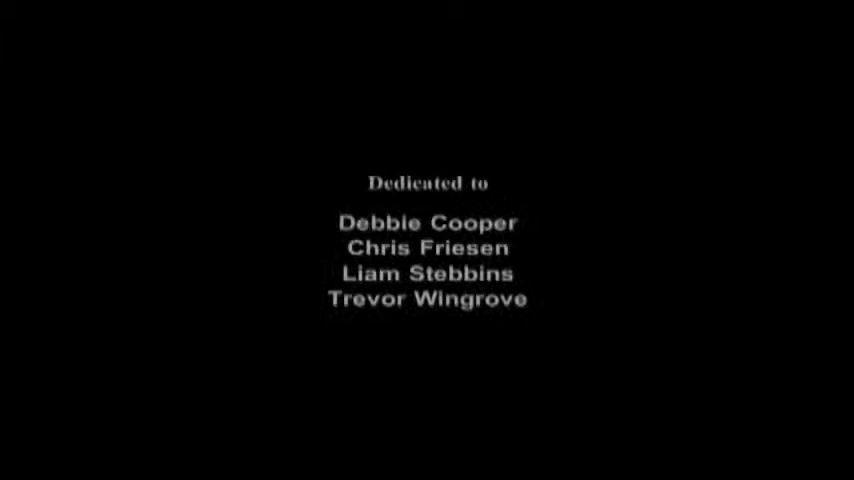 Dedicated to
Debbie Cooper
Chris Friesen
Liam Stebbins
Trevor Wingrove